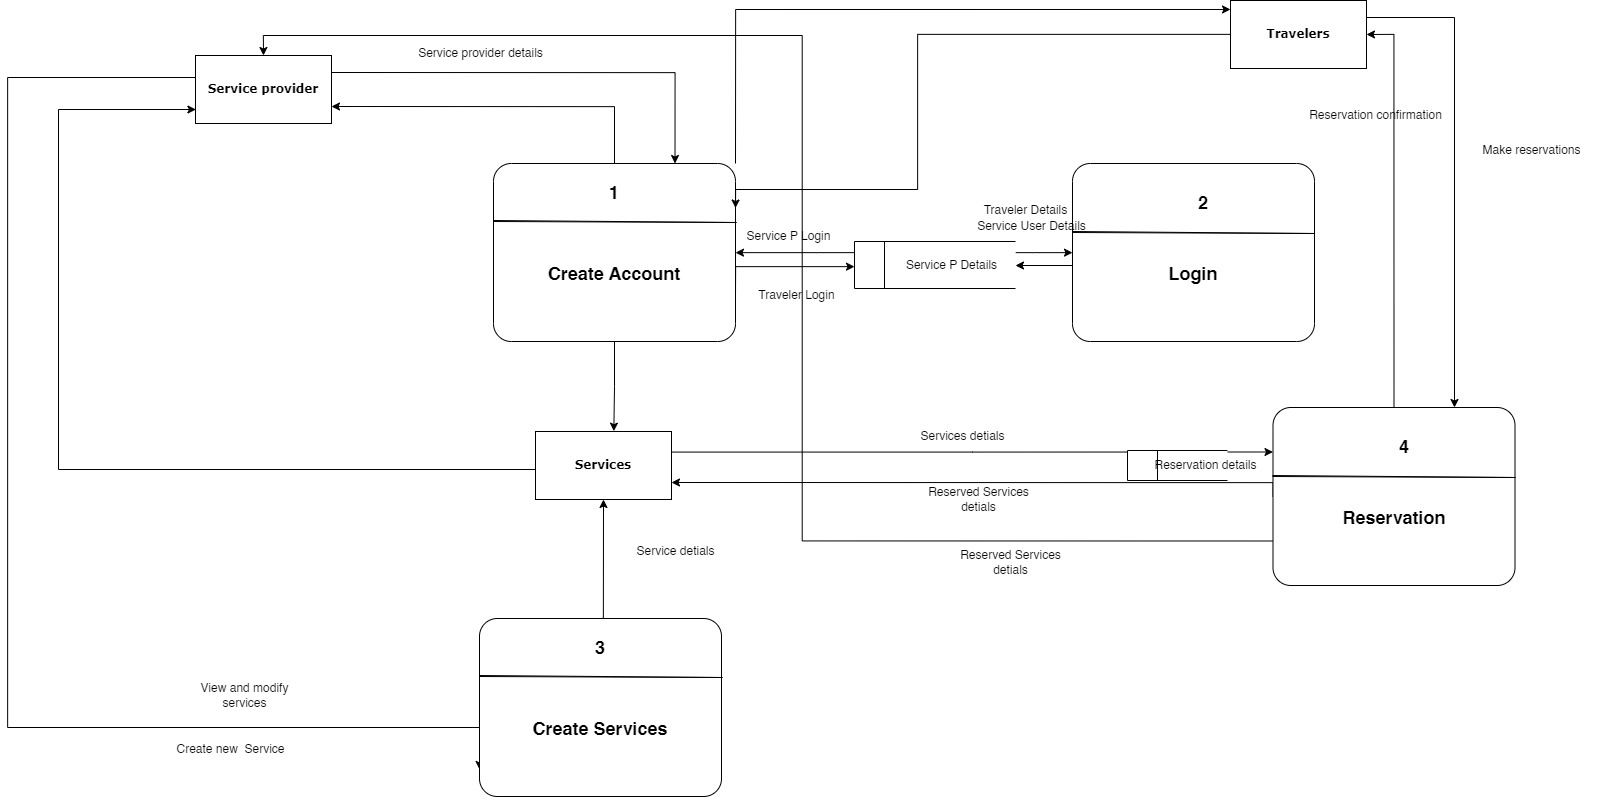 Travelers
Service provider details
Service provider
Reservation confirmation
Make reservations
1
2
Traveler Details
Service User Details
Service P Login
Service P Details
Create Account
Login
Traveler Login
Services detials
4
Services
Reservation details
Reserved Services
detials
Reservation
Service detials
Reserved Services
detials
3
View and modify
services
Create Services
Create new  Service